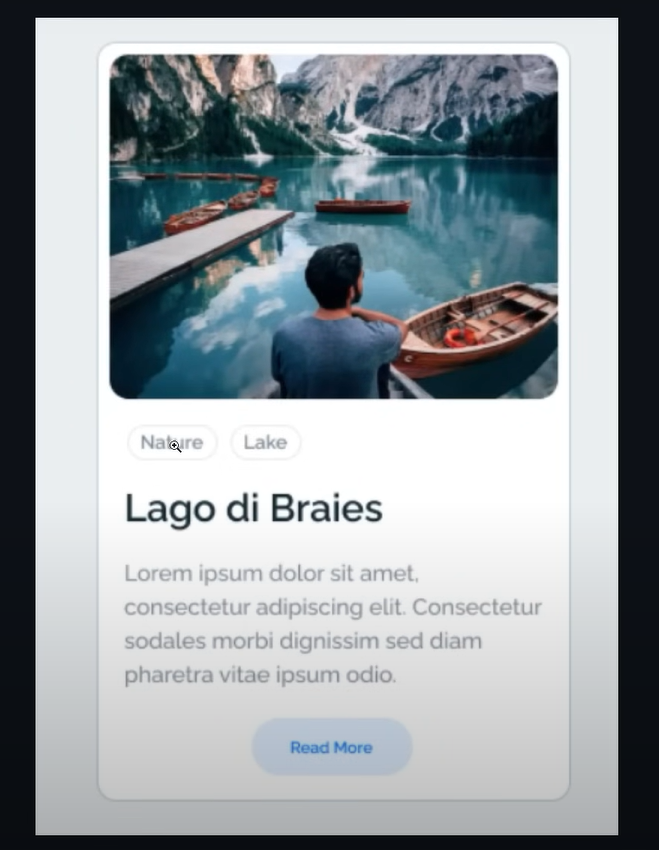 Nature Lake
Lago di Braies
Lorem ipsum dolor sit amet,
consectetur adipiscing elit. Consectetur
sodales morbi dignissim sed diam
pharetra vitae ipsum odio.
Read More